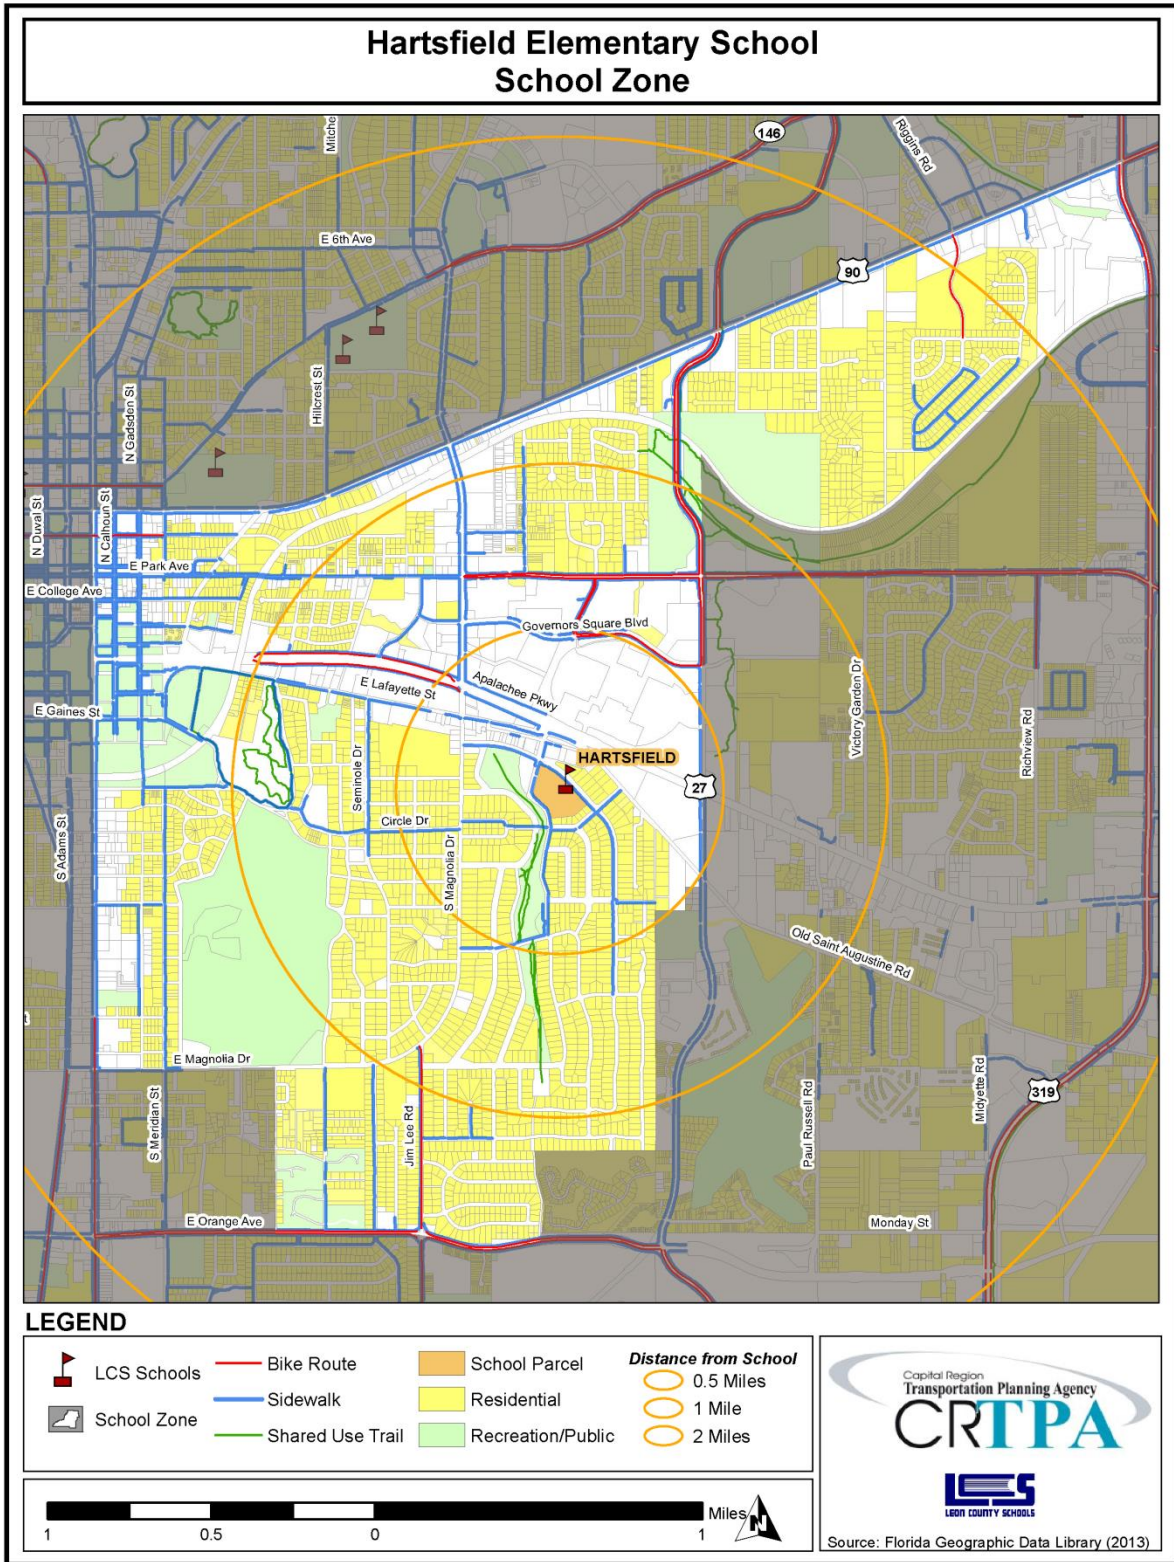 Hartsfield Elementary School
School Zone
146
Riggins Rd
Mitche
E 6th Ave
90
N Gadsden St
Hillcrest St
N Duval St
N Calhoun St
E Park Ave
E College Ave
Governors Square Blvd
Apalachee Pkwy
E Lafayette St
E Gaines St
Seminole Dr
Victory Garden Dr
Richview Rd
HARTSFIELD
27
Circle Dr
S Adams St
S Magnolia Dr
Old Saint Augustine Rd
E Magnolia Dr
S Meridian St
Jim Lee Rd
Paul Russell Rd
Midyette Rd
319
E Orange Ave
Monday St
LEGEND
LCS Schools
School Zone
Bike Route
Sidewalk
Shared Use Trail
School Parcel
Residential
Recreation/Public
Distance from School
0.5 Miles
1 Mile
2 Miles
1 0.5 0 1 Miles
N
Capital Region
Transportation Planning Agency
CRTPA
LCS
LEON COUNTY SCHOOLS
Source: Florida Geographic Data Library (2013)